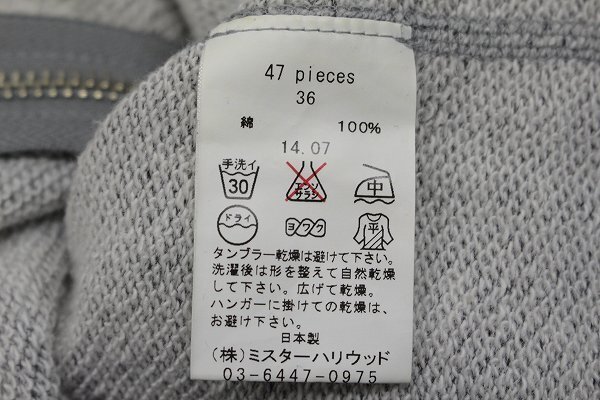 47 pieces
36
綿 100%
14.07
手洗イ
30 エンソサラシ 中
ドライ ヨワク 平
タンブラー乾燥は避けて下さい。
洗濯後は形を整えて自然乾燥
して下さい。広げて乾燥。
ハンガーに掛けての乾燥は、
お避け下さい。
日本製
(株)ミスターハリウッド
03-6447-0975